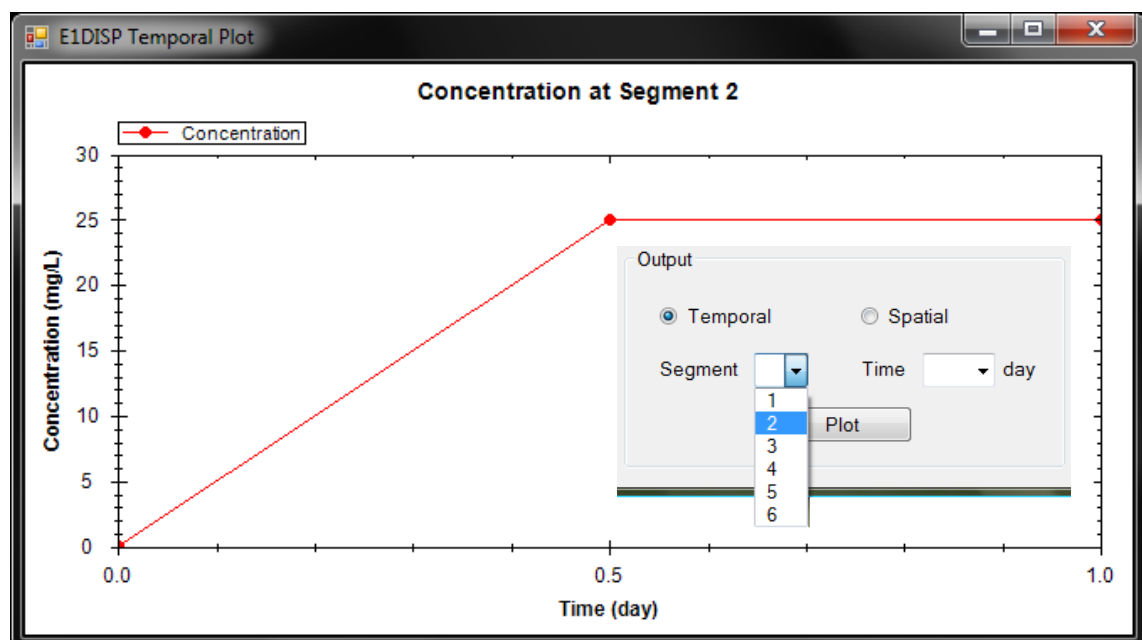 E1DISP Temporal Plot
Concentration at Segment 2
Concentration
30
25
20
15
10
5
0
Concentration (mg/L)
0.0 0.5 1.0
Time (day)
Output
Temporal Spatial
Segment Time day
1
2
3
4
5
6
Plot